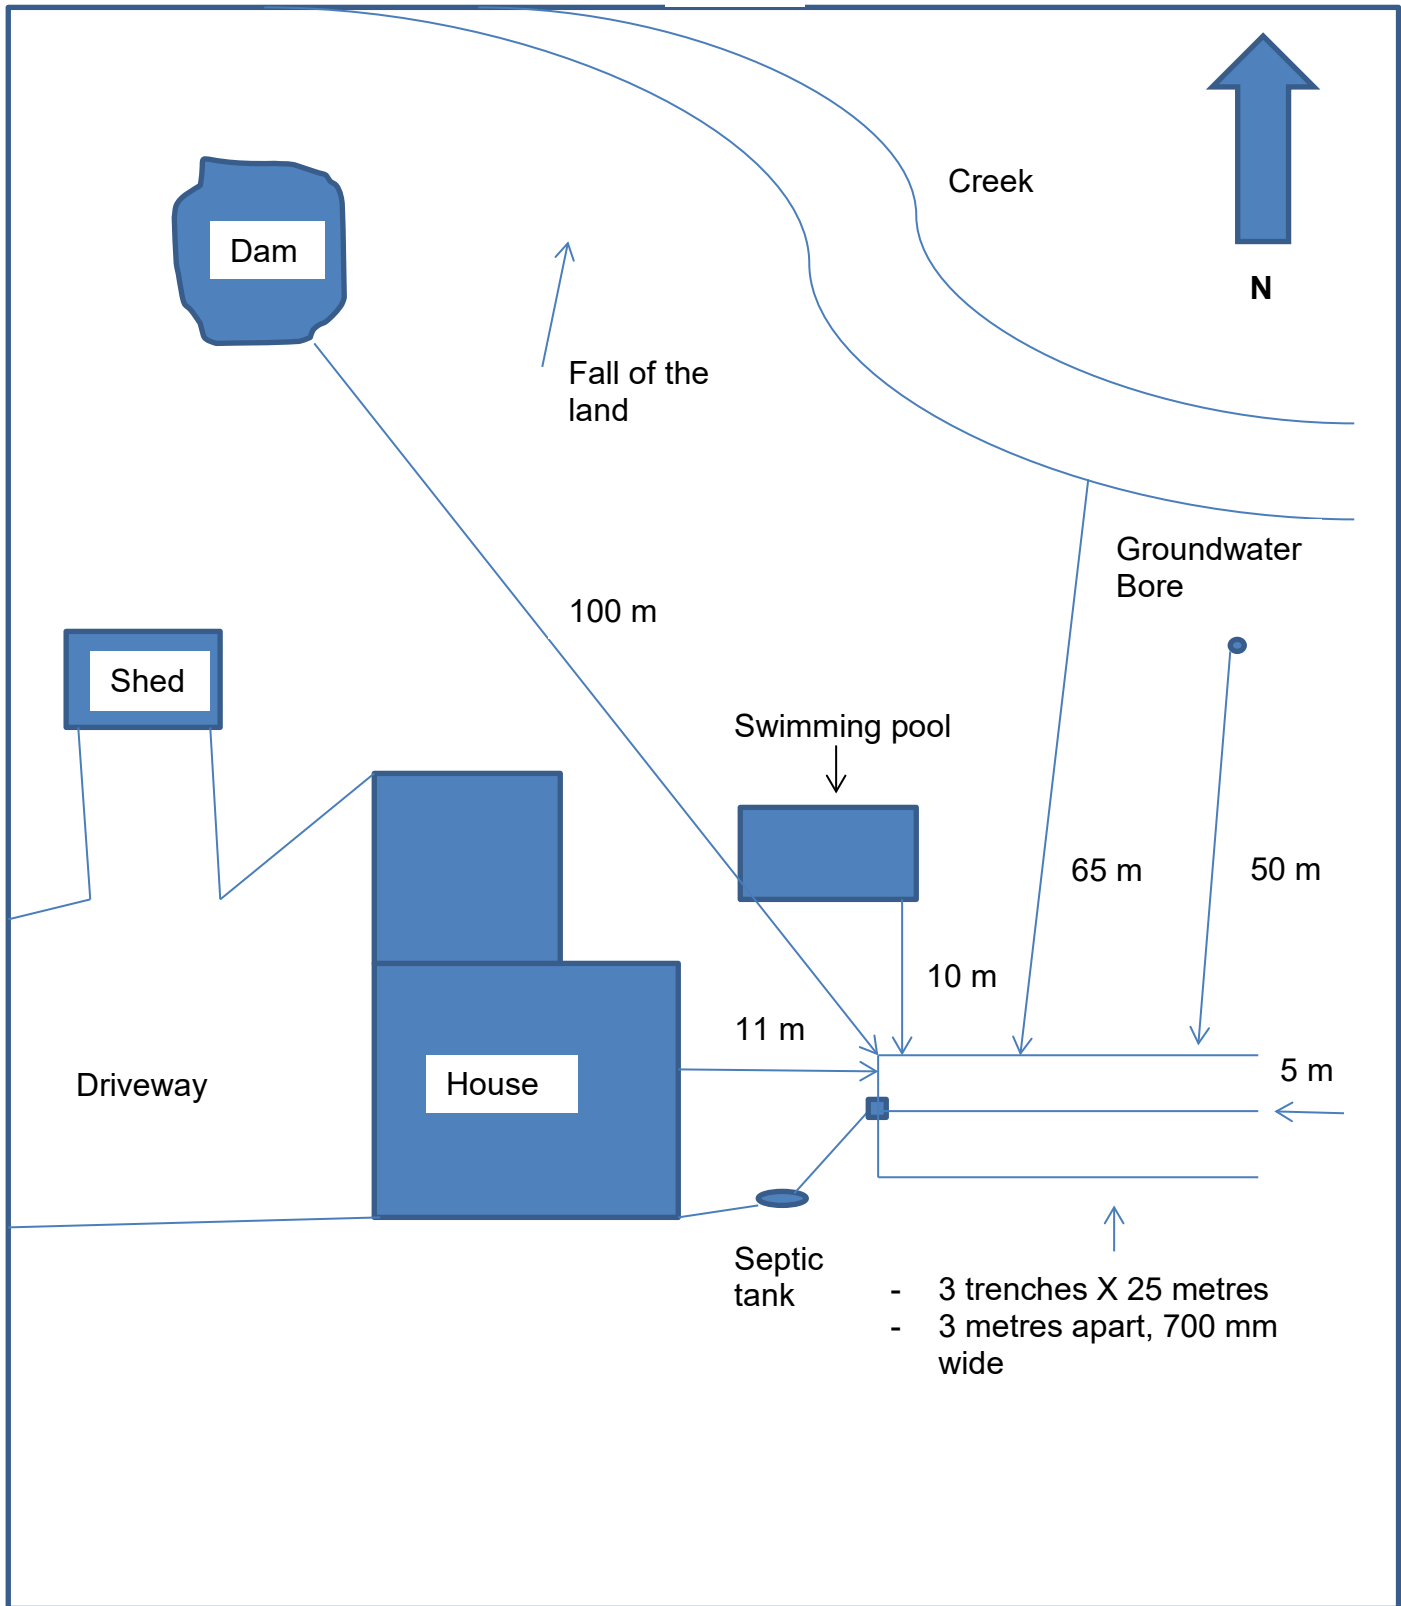 Creek
Dam
N
Fall of the
land
Groundwater
Bore
100 m
Shed
Swimming pool
65 m
50 m
10 m
11 m
5 m
Driveway
House
Septic
tank
- 3 trenches X 25 metres
- 3 metres apart, 700 mm
wide